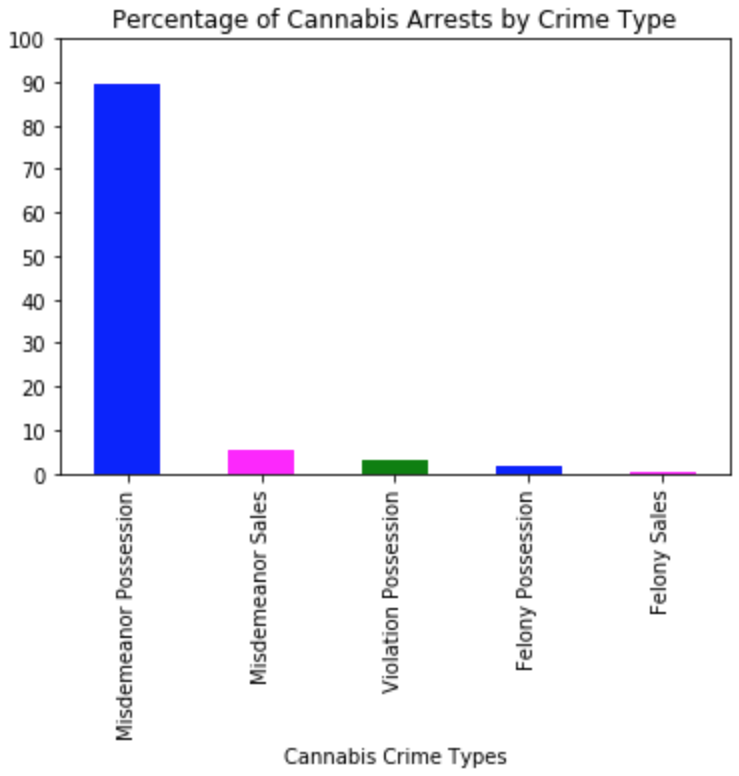 Percentage of Cannabis Arrests by Crime Type
100
90
80
70
60
50
40
30
20
10
0
Misdemeanor Possession
Misdemeanor Sales
Violation Possession
Felony Possession
Felony Sales
Cannabis Crime Types